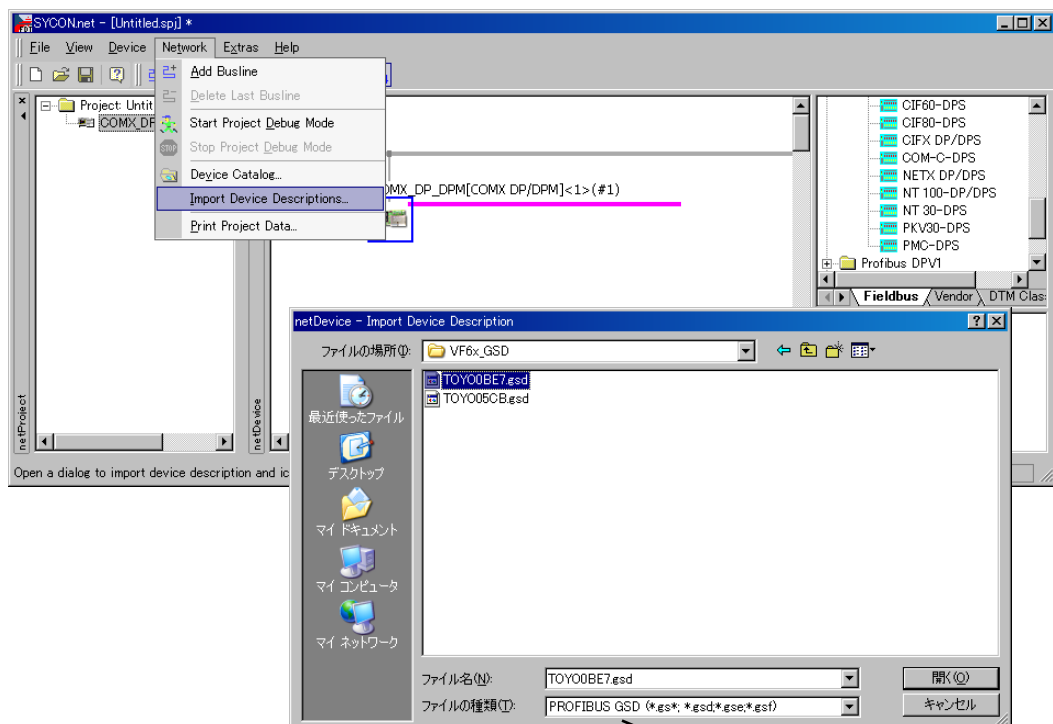 SYCON.net - [Untitled.spj] *
File View Device Network Extras Help
Add Busline
Delete Last Busline
Start Project Debug Mode
Stop Project Debug Mode
Device Catalog...
Import Device Descriptions...
Print Project Data...
Project: Untit
COMX_DP
OMX_DP_DPM[COMX DP/DPM]<1>(#1)
CIF60-DPS
CIF80-DPS
CIFX DP/DPS
COM-C-DPS
NETX DP/DPS
NT 100-DP/DPS
NT 30-DPS
PKV30-DPS
PMC-DPS
Profibus DPV1
Fieldbus Vendor DTM Clas
netProject
netDevice
Open a dialog to import device description and ic
netDevice - Import Device Description
ファイルの場所(I):
VF6x_GSD
TOYO0BE7.gsd
TOYO05CB.gsd
最近使ったファイル
デスクトップ
マイ ドキュメント
マイ コンピュータ
マイ ネットワーク
ファイル名(N):
TOYO0BE7.gsd
開く(O)
ファイルの種類(T):
PROFIBUS GSD (*.gs*; *.gsd;*.gse;*.gsf)
キャンセル